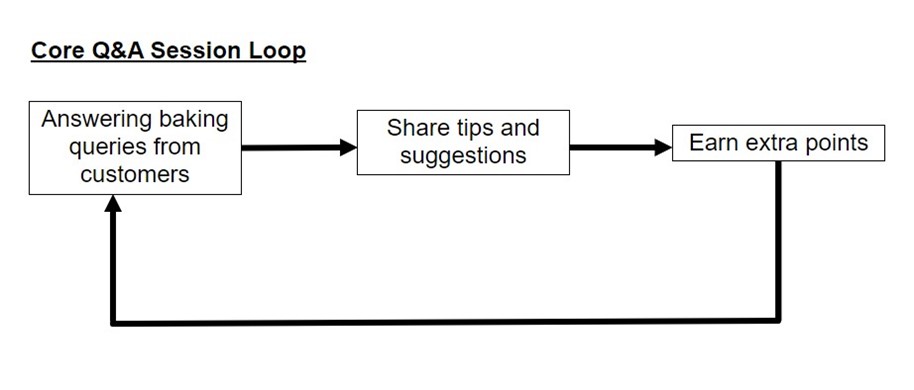 Core Q&A Session Loop
Answering baking
queries from
customers
Share tips and
suggestions
Earn extra points